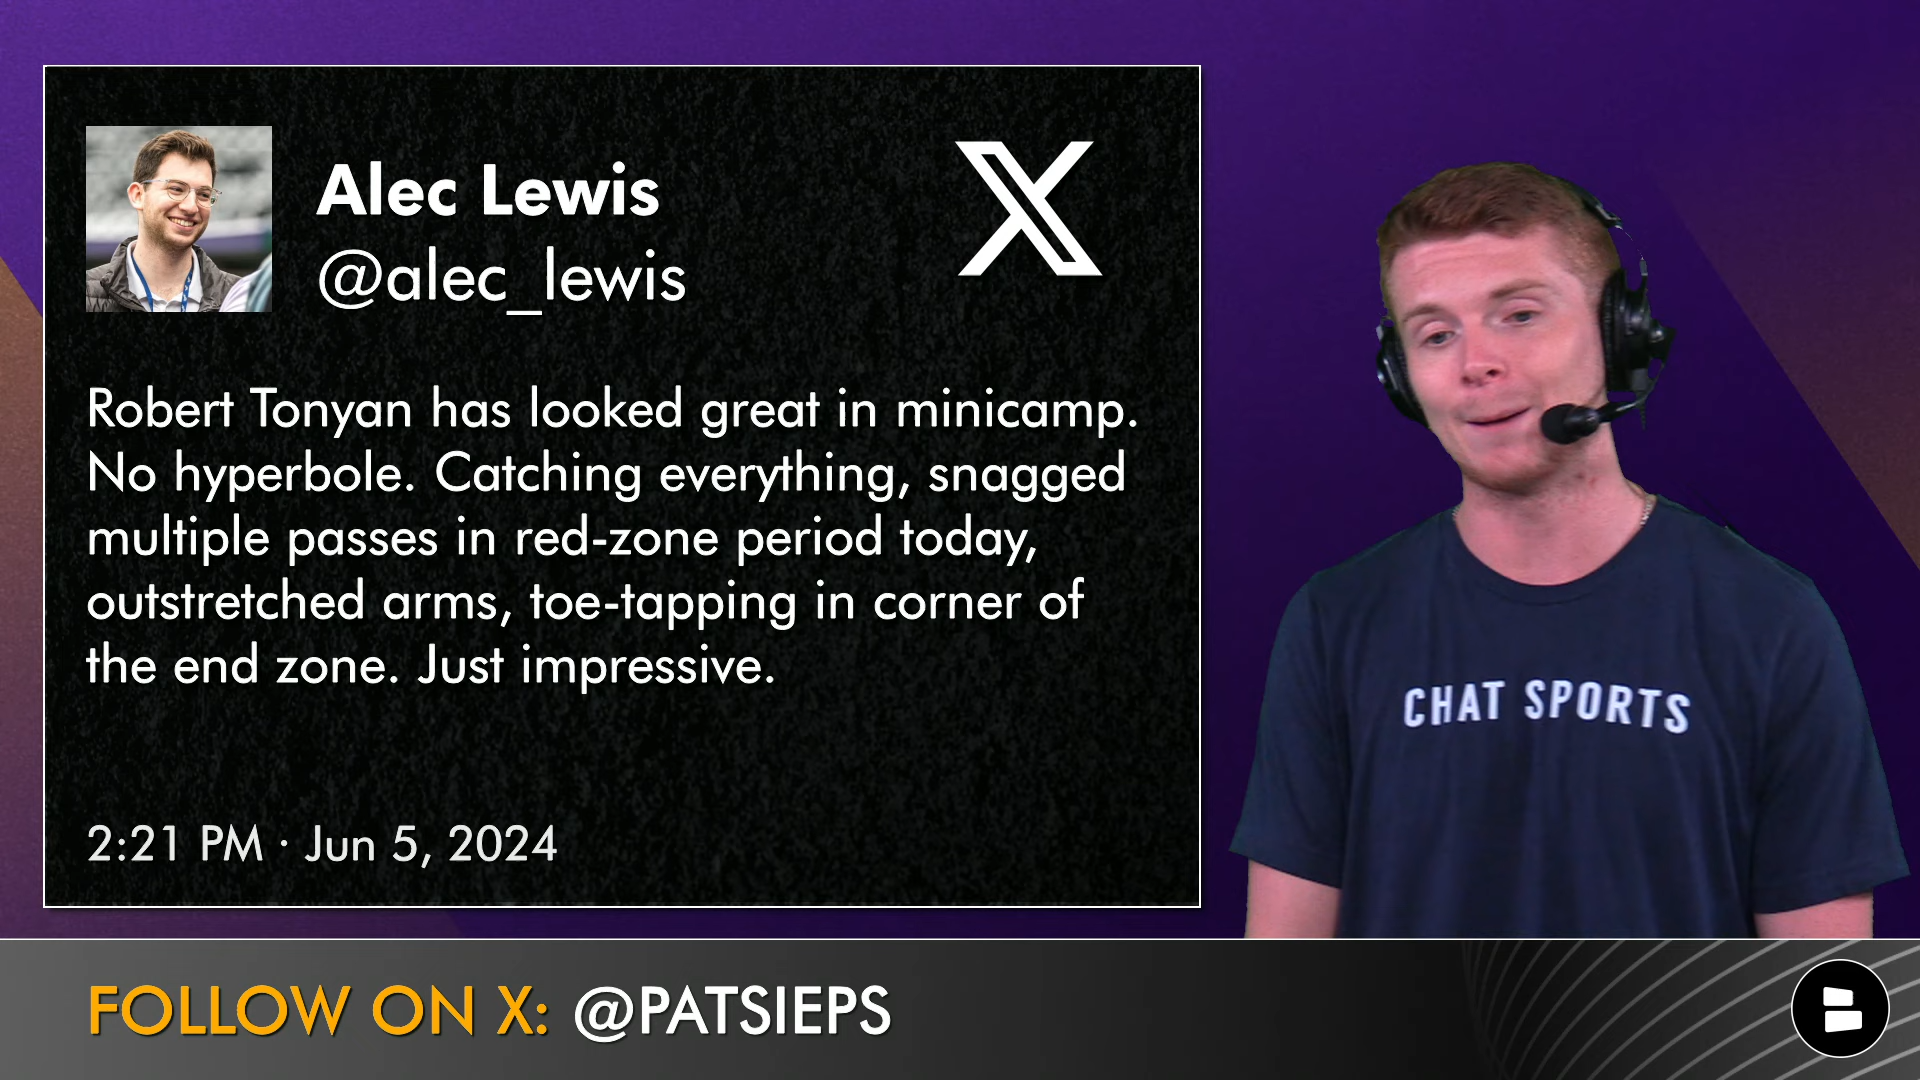 Alec Lewis
@alec_lewis
Robert Tonyan has looked great in minicamp.
No hyperbole. Catching everything, snagged
multiple passes in red-zone period today,
outstretched arms, toe-tapping in corner of
the end zone. Just impressive.
2:21 PM · Jun 5, 2024
CHAT SPORTS
FOLLOW ON X: @PATSIEPS